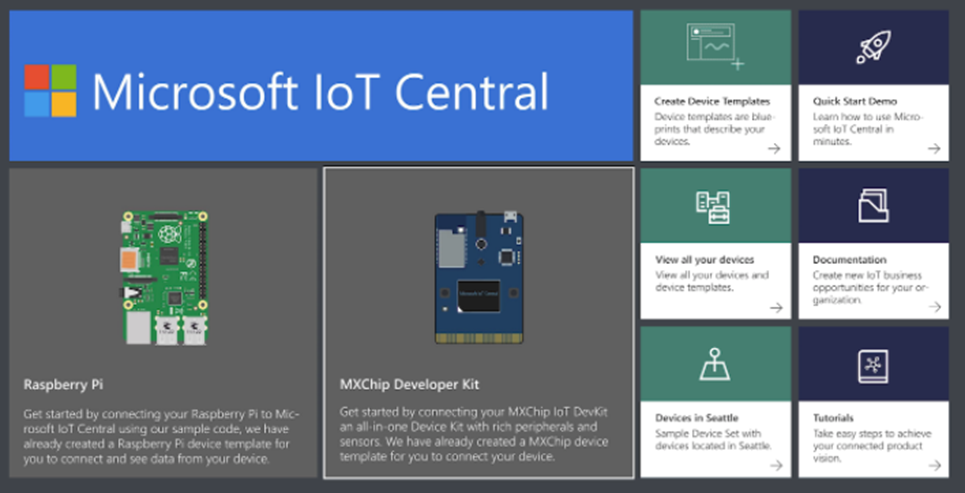 Microsoft IoT Central
Create Device Templates
Device templates are blue-
prints that describe your
devices.
Quick Start Demo
Learn how to use Micro-
soft IoT Central in
minutes.
Raspberry Pi
Get started by connecting your Raspberry Pi to Mic-
rosoft IoT Central using our sample code, we have
already created a Raspberry Pi device template for
you to connect and see data from your device.
Microsoft IoT Central
MXChip Developer Kit
Get started by connecting your MXChip IoT DevKit
an all-in-one Device Kit with rich peripherals and
sensors. We have already created a MXChip device
template for you to connect your device.
View all your devices
View all your devices and
device templates.
Documentation
Create new IoT business
opportunities for your or-
ganization.
Devices in Seattle
Sample Device Set with
devices located in Seattle.
Tutorials
Take easy steps to achieve
your connected product
vision.